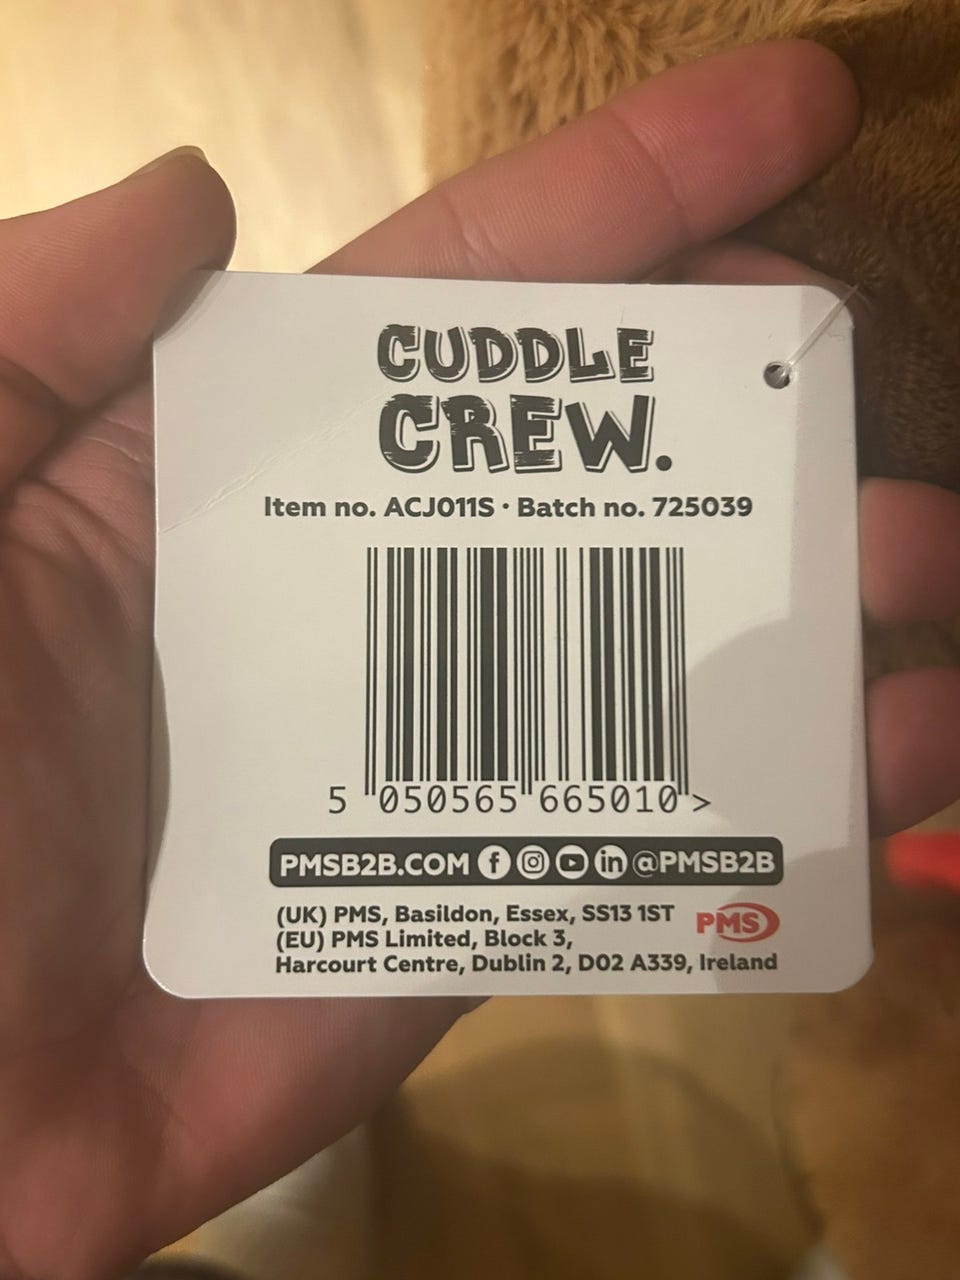 CUDDLE
CREW.
Item no. ACJ011S · Batch no. 725039
5 050565 665010 >
PMSB2B.COM @PMSB2B
(UK) PMS, Basildon, Essex, SS13 1ST
PMS
(EU) PMS Limited, Block 3,
Harcourt Centre, Dublin 2, D02 A339, Ireland